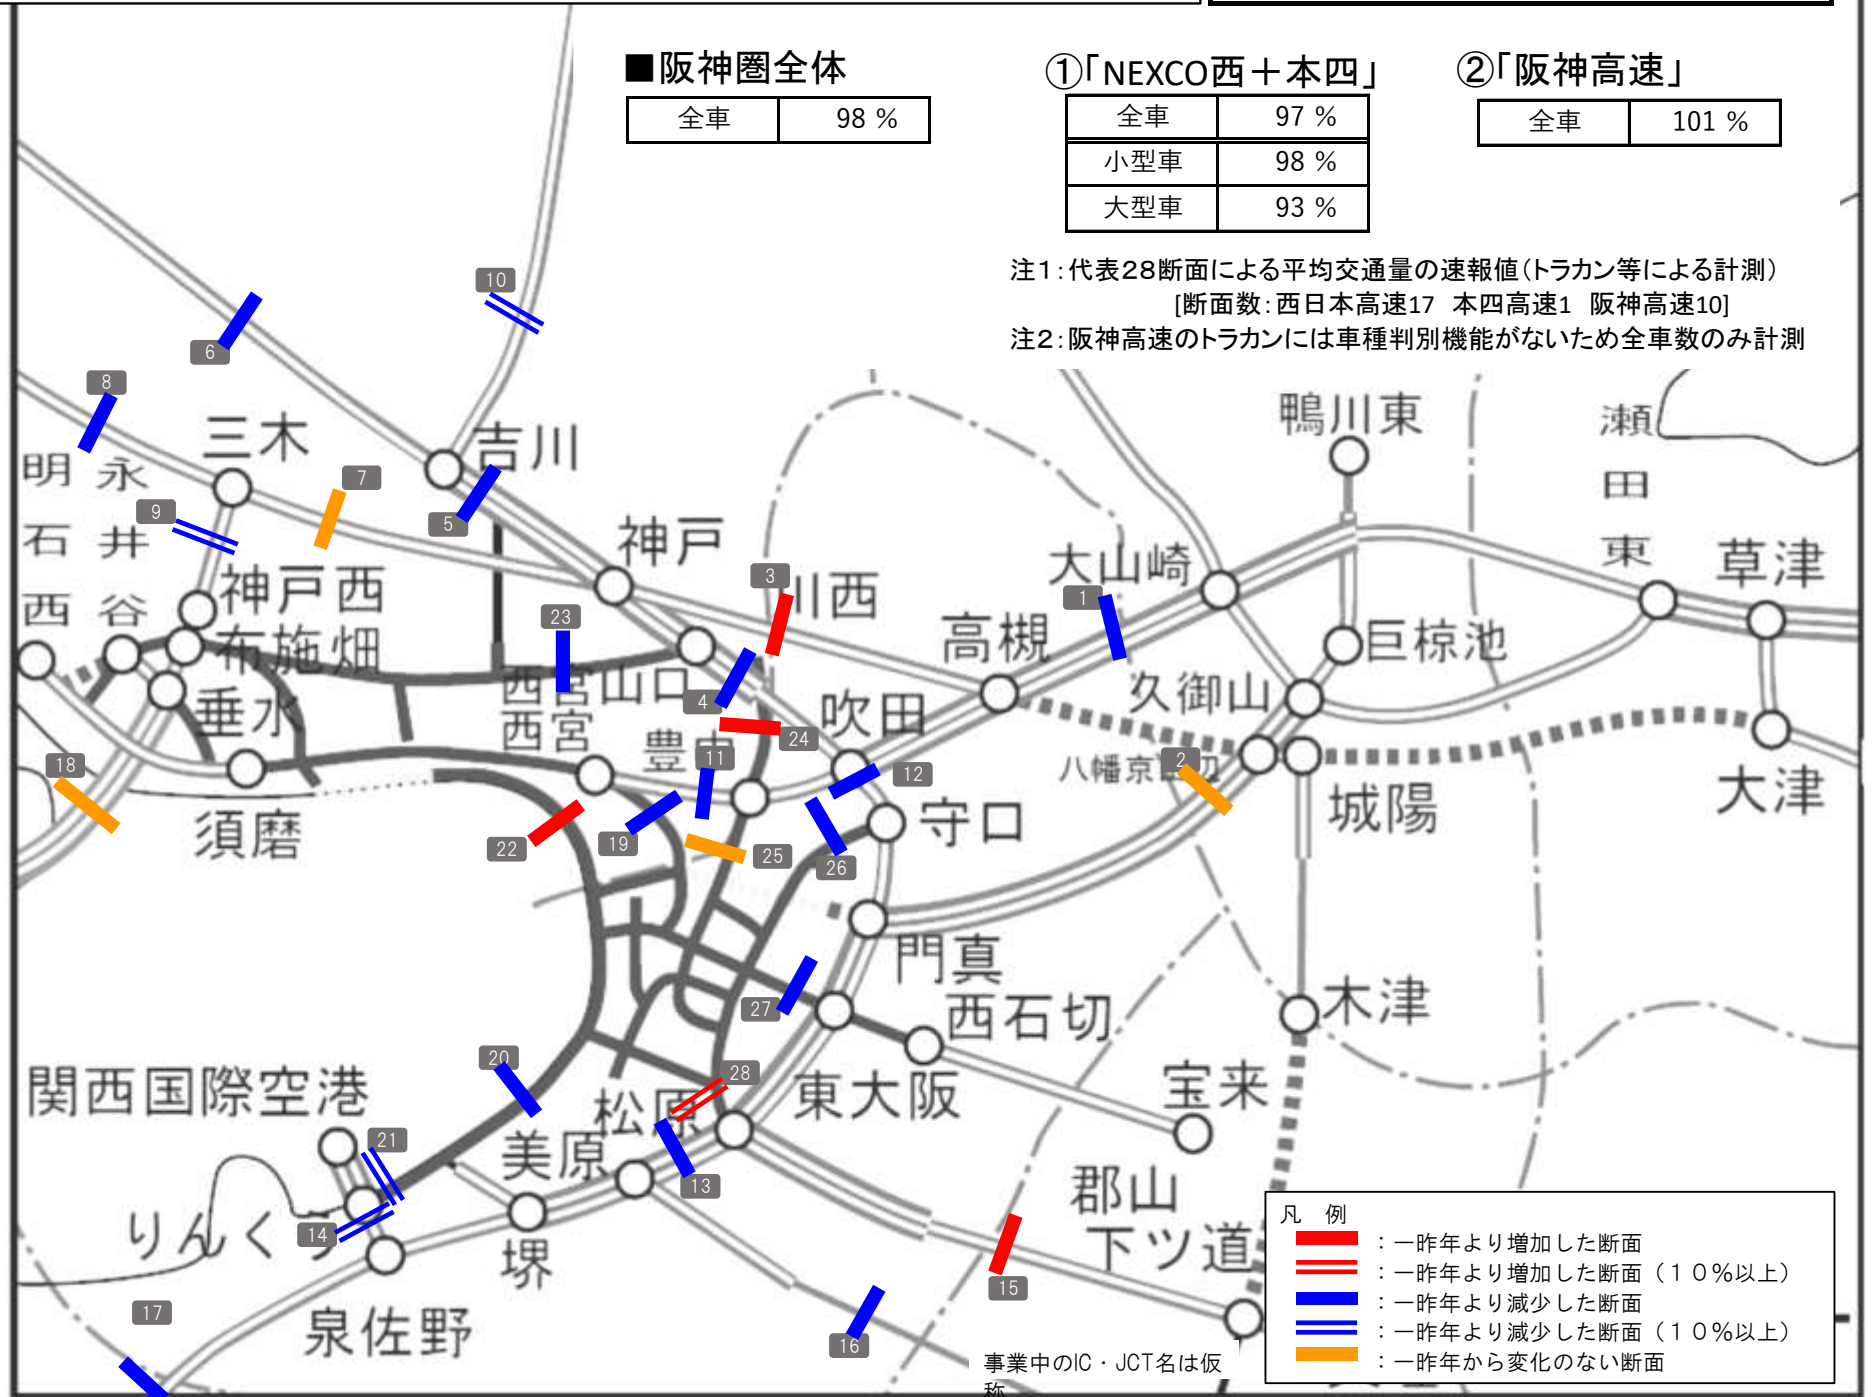 ■阪神圏全体
全車 98 %
①「NEXCO西＋本四」
全車 97 %
小型車 98 %
大型車 93 %
②「阪神高速」
全車 101 %
注１：代表２８断面による平均交通量の速報値（トラカン等による計測）
[断面数：西日本高速17 本四高速1 阪神高速10]
注２：阪神高速のトラカンには車種判別機能がないため全車数のみ計測
10
6
8
三木
吉川
鴨川東
瀬田東
明石西
永井谷
7
9
5
神戸
3
川西
大山崎
1
草津
神戸西
23
布施畑
高槻
巨椋池
西宮山口
4
久御山
垂水
西宮
24
吹田
豊中
11
12
18
八幡京田辺
2
大津
須磨
22
19
25
26
守口
城陽
門真
27
西石切
木津
20
28
関西国際空港
松原
東大阪
宝来
21
美原
13
郡山
下ツ道
りんくう
14
堺
15
17
泉佐野
16
事業中のIC・JCT名は仮
称
凡 例
：一昨年より増加した断面
：一昨年より増加した断面（１０％以上）
：一昨年より減少した断面
：一昨年より減少した断面（１０％以上）
：一昨年から変化のない断面